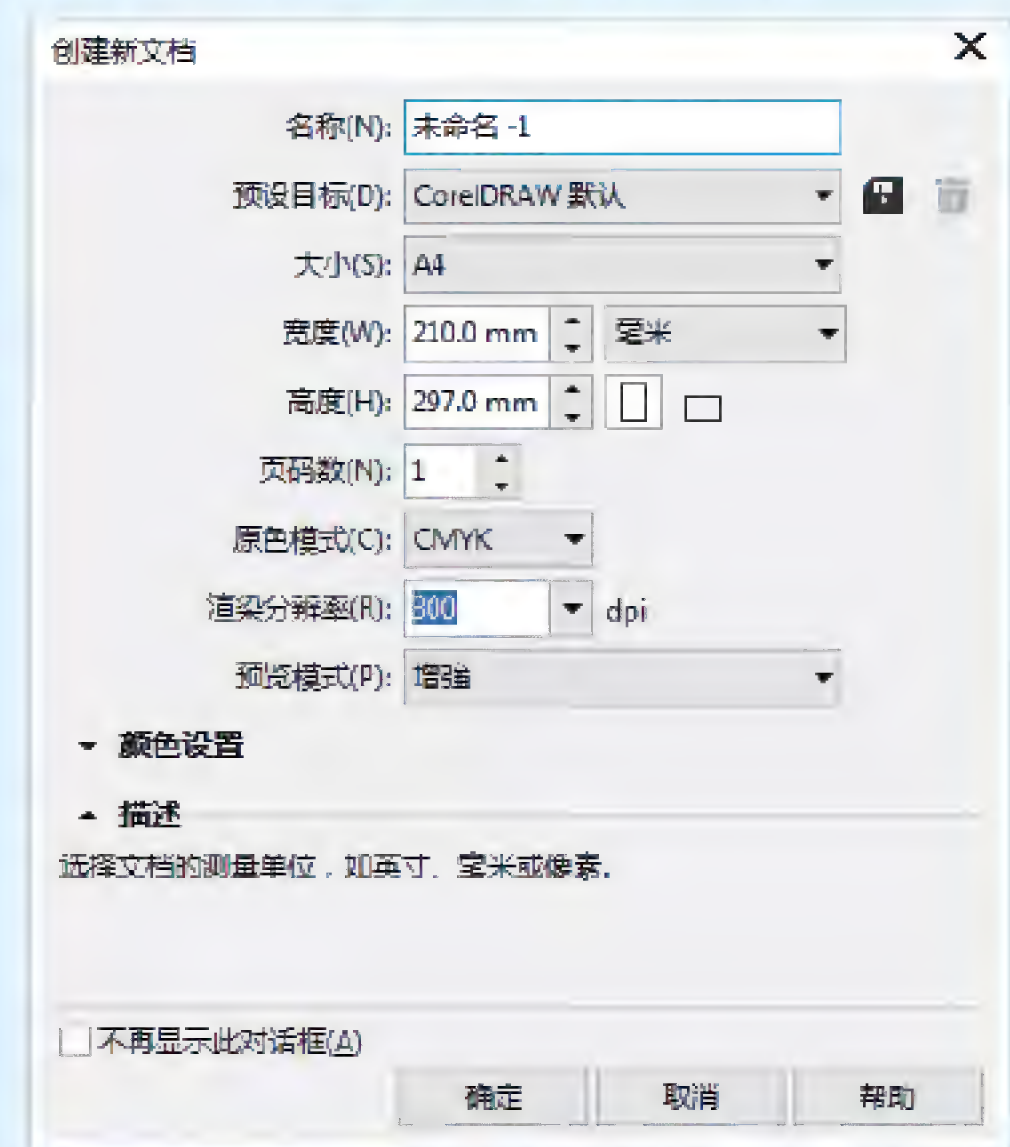 创建新文档
名称(N): 未命名 -1
预设目标(D): CorelDRAW 默认
大小(S): A4
宽度(W): 210.0 mm 毫米
高度(H): 297.0 mm
页码数(N): 1
原色模式(C): CMYK
渲染分辨率(R): 300 dpi
预览模式(P): 增强
颜色设置
描述
选择文档的测量单位，如英寸、毫米或像素。
不再显示此对话框(A)
确定 取消 帮助